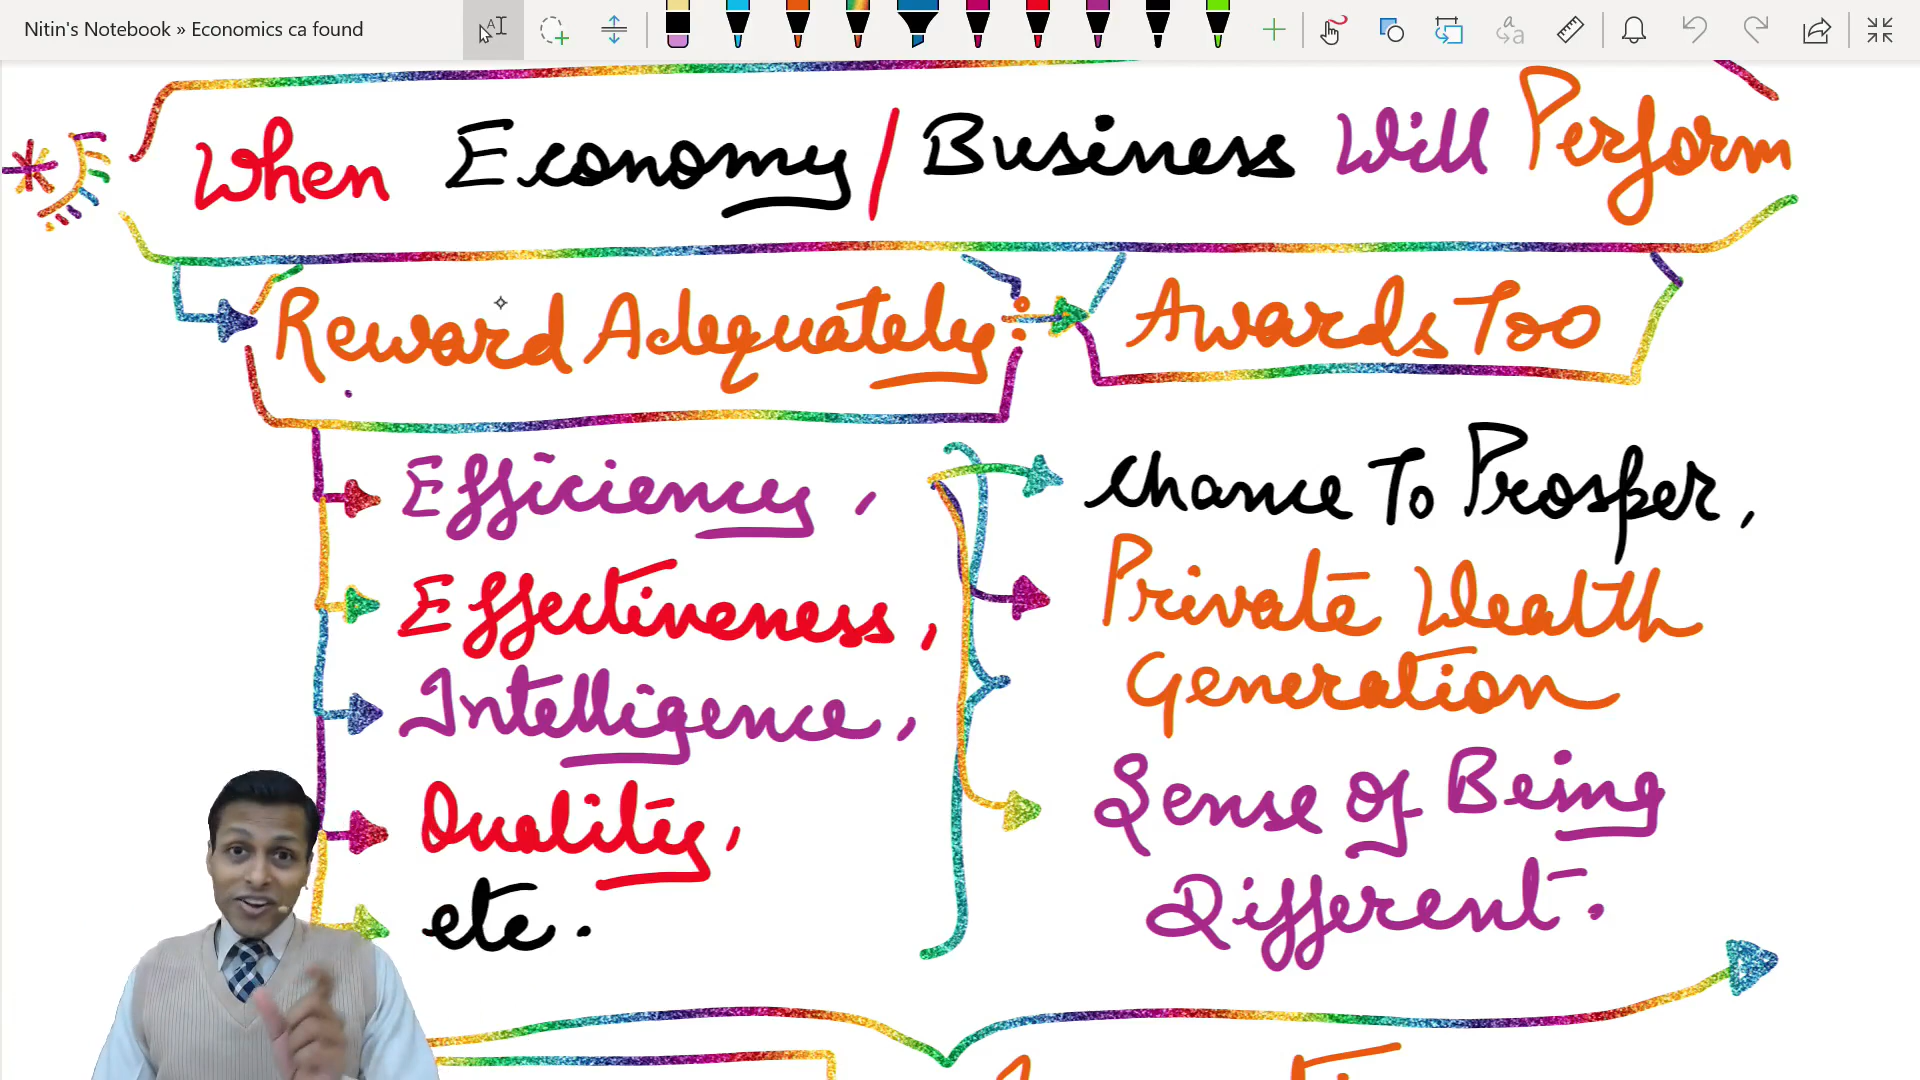 Nitin's Notebook » Economics ca found
When Economy / Business Will Perform
Reward Adequately :
Awards Too
Efficiency,
Effectiveness,
Intelligence,
Quality,
etc.
Chance To Prosper,
Private Wealth
Generation
Sense of Being
Different.